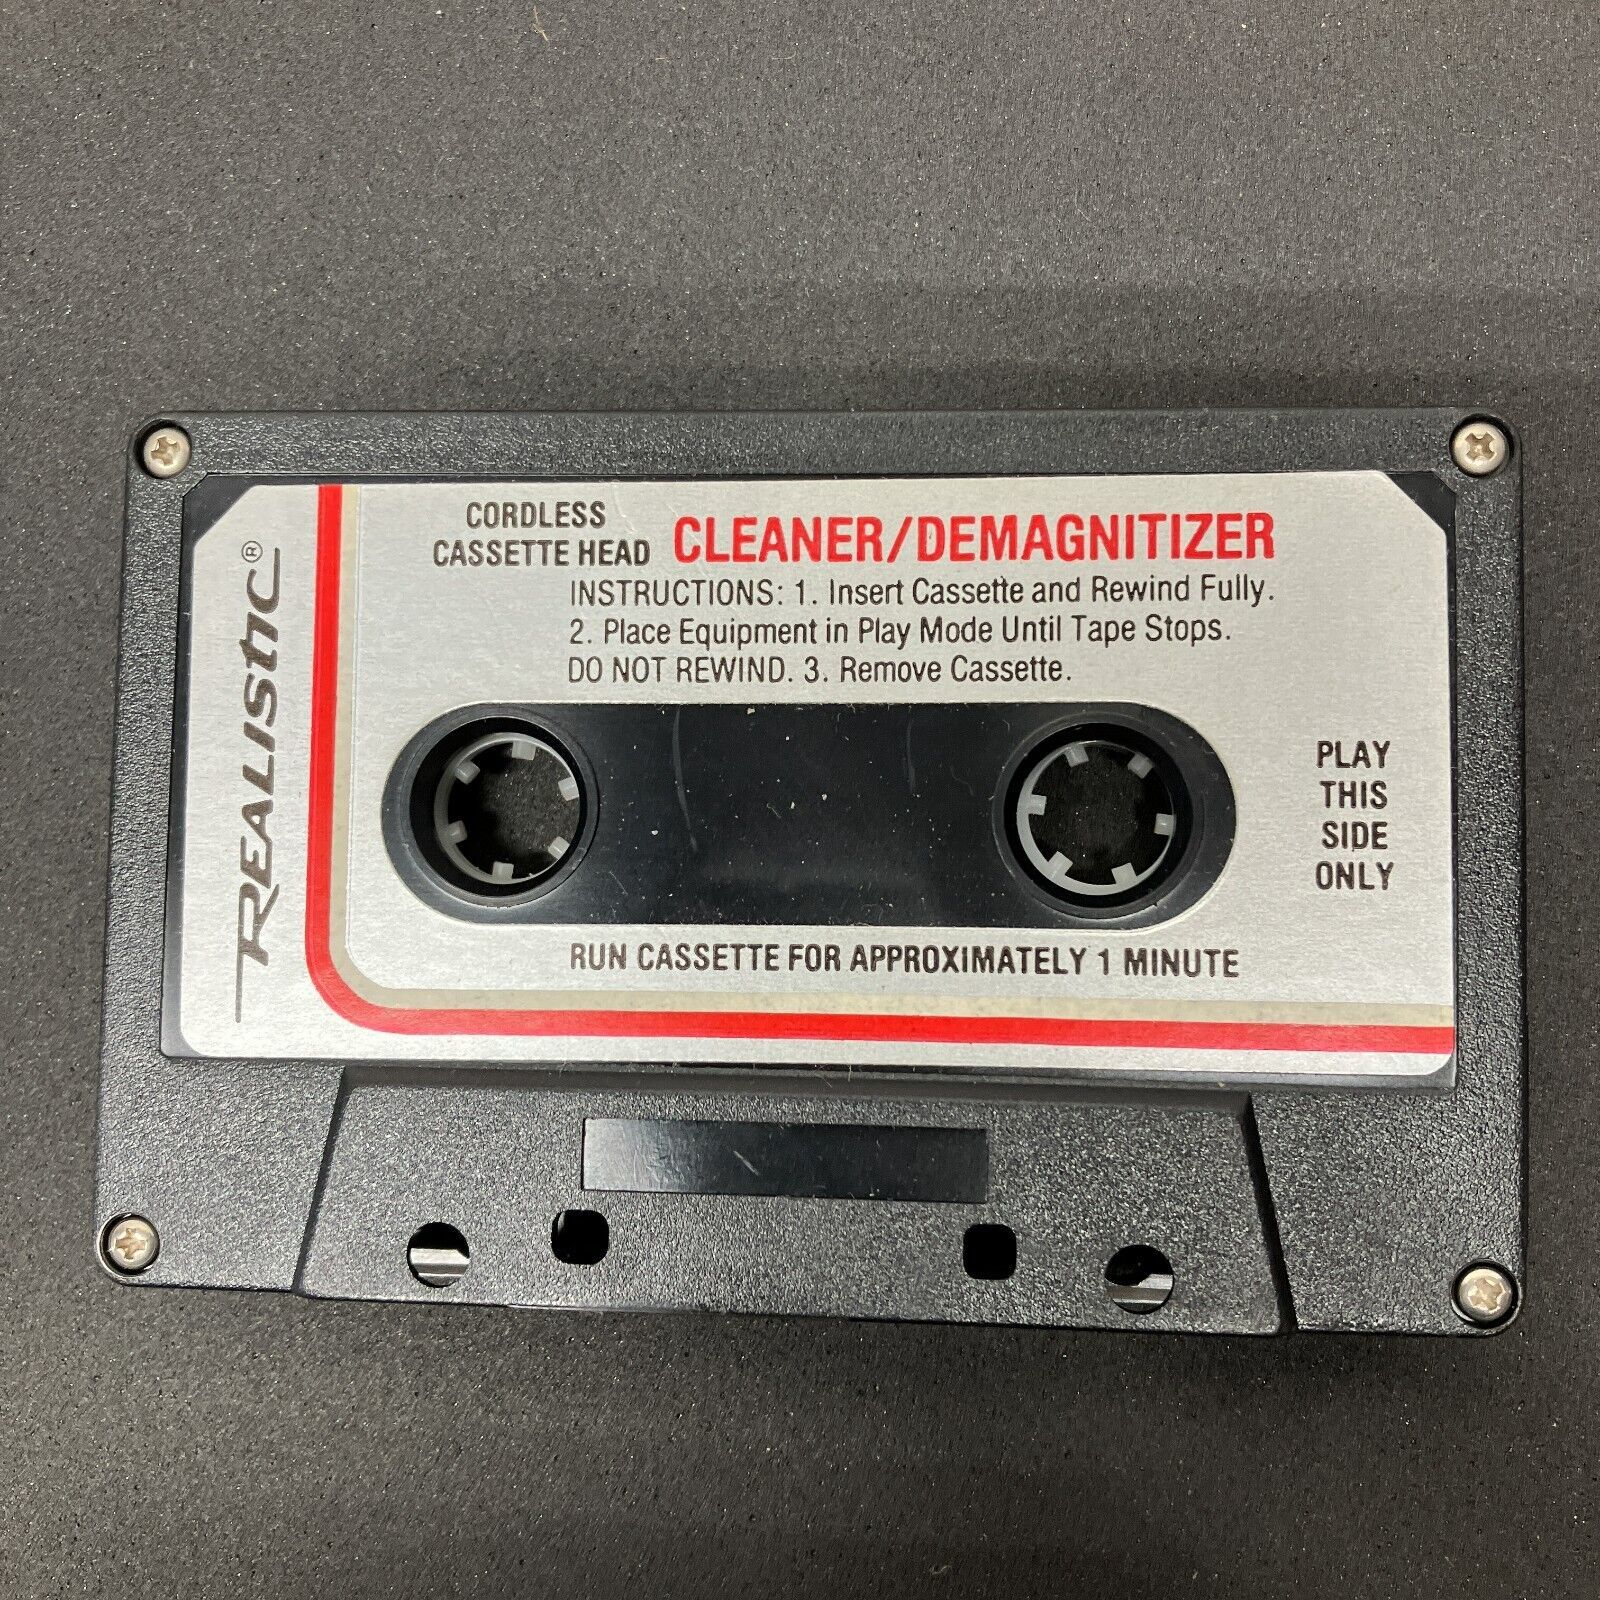 REALISTIC®
CORDLESS
CASSETTE HEAD
CLEANER/DEMAGNITIZER
INSTRUCTIONS: 1. Insert Cassette and Rewind Fully.
2. Place Equipment in Play Mode Until Tape Stops.
DO NOT REWIND. 3. Remove Cassette.
PLAY
THIS
SIDE
ONLY
RUN CASSETTE FOR APPROXIMATELY 1 MINUTE